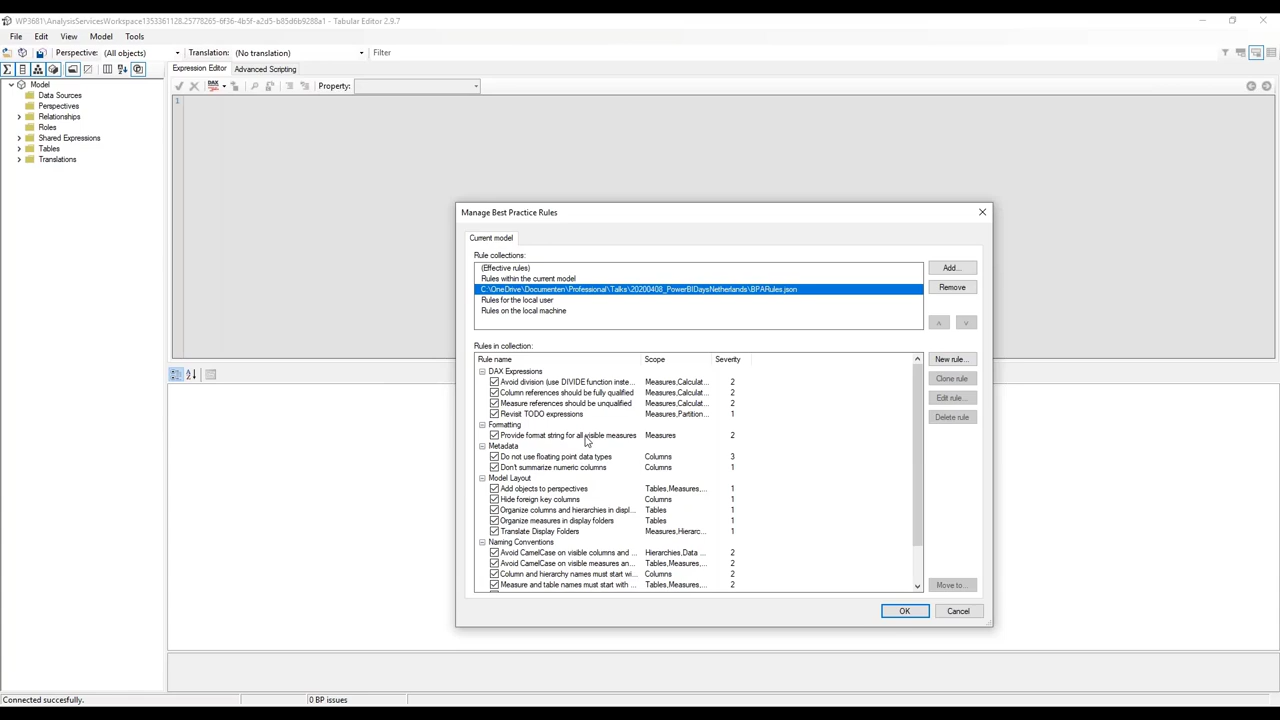 WP3681\AnalysisServicesWorkspace1353361128.25778265-6f36-4b5f-a2d5-b85d6b9288a1 - Tabular Editor 2.9.7
File Edit View Model Tools
Perspective: (All objects) Translation: (No translation) Filter
Expression Editor Advanced Scripting
DAX Property:
1
Model
Data Sources
Perspectives
Relationships
Roles
Shared Expressions
Tables
Translations
Manage Best Practice Rules
Current model
Rule collections:
(Effective rules)
Rules within the current model
C:\OneDrive\Documenten\Professional\Talks\20200408_PowerBIDaysNetherlands\BPARules.json
Rules for the local user
Rules on the local machine
Add...
Remove
Rules in collection:
Rule name Scope Severity
DAX Expressions
Avoid division (use DIVIDE function inste... Measures,Calculat... 2
Column references should be fully qualified Measures,Calculat... 2
Measure references should be unqualified Measures,Calculat... 2
Revisit TODO expressions Measures,Partition... 1
Formatting
Provide format string for all visible measures Measures 2
Metadata
Do not use floating point data types Columns 3
Don't summarize numeric columns Columns 1
Model Layout
Add objects to perspectives Tables,Measures,... 1
Hide foreign key columns Columns 1
Organize columns and hierarchies in displ... Tables 1
Organize measures in display folders Tables 1
Translate Display Folders Measures,Hierarc... 1
Naming Conventions
Avoid CamelCase on visible columns and ... Hierarchies,Data ... 2
Avoid CamelCase on visible measures an... Tables,Measures,... 2
Column and hierarchy names must start wi... Columns 2
Measure and table names must start with ... Tables,Measures,... 2
New rule...
Clone rule
Edit rule...
Delete rule
Move to...
OK Cancel
Connected succesfully. 0 BP issues